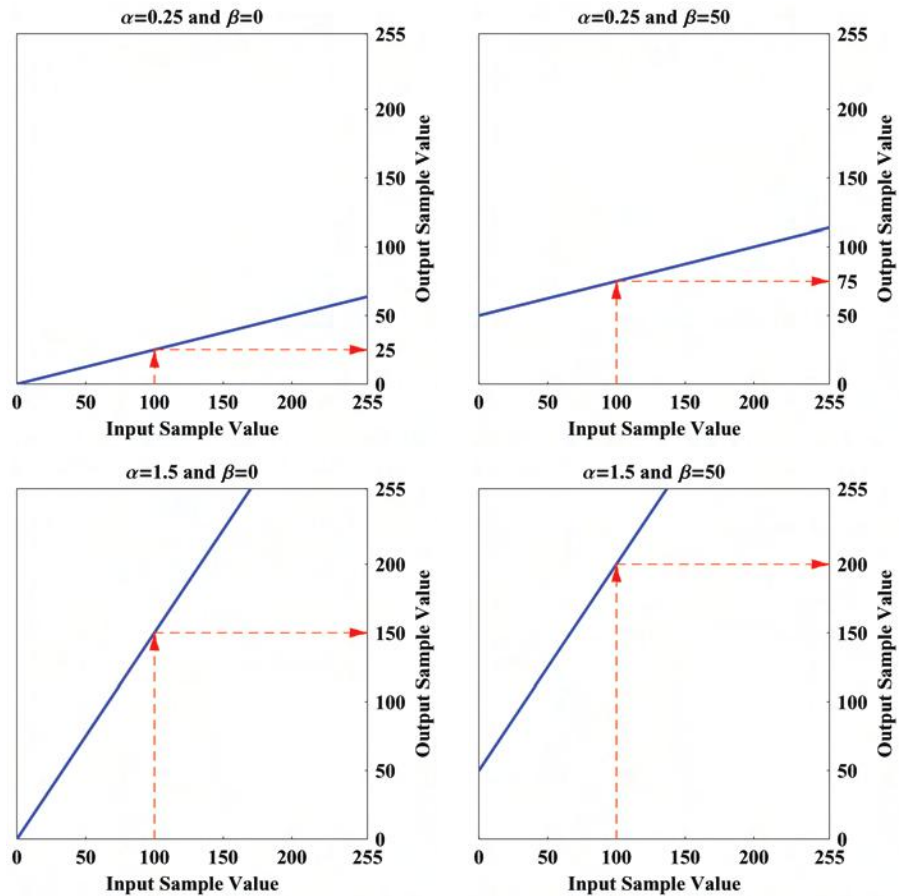 α=0.25 and β=0
255
200
150
100
50
25
0
Output Sample Value
0 50 100 150 200 255
Input Sample Value
α=0.25 and β=50
255
200
150
100
75
50
0
Output Sample Value
0 50 100 150 200 255
Input Sample Value
α=1.5 and β=0
255
200
150
100
50
0
Output Sample Value
0 50 100 150 200 255
Input Sample Value
α=1.5 and β=50
255
200
150
100
50
0
Output Sample Value
0 50 100 150 200 255
Input Sample Value